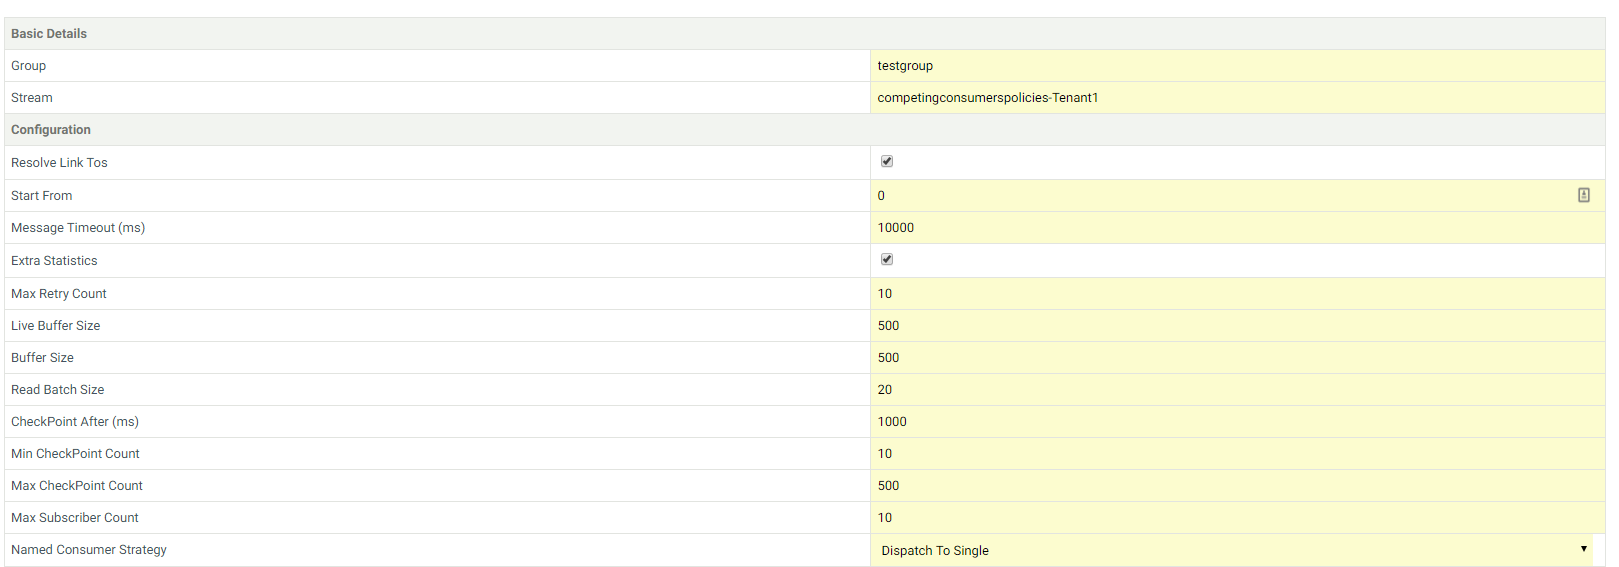 Basic Details
Group testgroup
Stream competingconsumerspolicies-Tenant1
Configuration
Resolve Link Tos
Start From 0
Message Timeout (ms) 10000
Extra Statistics
Max Retry Count 10
Live Buffer Size 500
Buffer Size 500
Read Batch Size 20
CheckPoint After (ms) 1000
Min CheckPoint Count 10
Max CheckPoint Count 500
Max Subscriber Count 10
Named Consumer Strategy Dispatch To Single